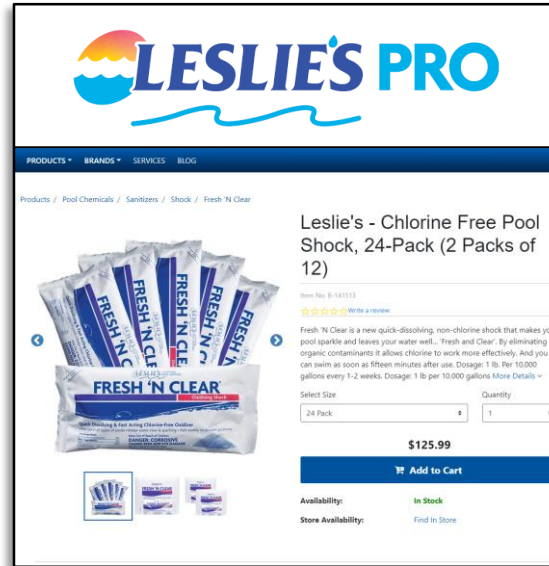 LESLIE'S PRO
PRODUCTS BRANDS SERVICES BLOG
Products / Pool Chemicals / Sanitizers / Shock / Fresh 'N Clear
Leslie's - Chlorine Free Pool
Shock, 24-Pack (2 Packs of
12)
Item No. B-141513
Write a review
Fresh 'N Clear is a new quick-dissolving, non-chlorine shock that makes yo
pool sparkle and leaves your water well... 'Fresh and Clear'. By eliminating
organic contaminants it allows chlorine to work more effectively. And you
can swim as soon as fifteen minutes after use. Dosage: 1 lb. Per 10,000
gallons every 1-2 weeks. Dosage: 1 lb per 10,000 gallons More Details
Select Size
Quantity
24 Pack
1
$125.99
Add to Cart
Availability: In Stock
Store Availability: Find In Store
FRESH 'N CLEAR
FRESH 'N CLEAR
FRESH 'N C
FRESH 'N CLEAR
FRESH 'N CLEAR
FRESH 'N CLEAR
Oxidizing Shock
Quick Dissolving & Fast Acting Chlorine-Free Oxidizer
DANGER: CORROSIVE